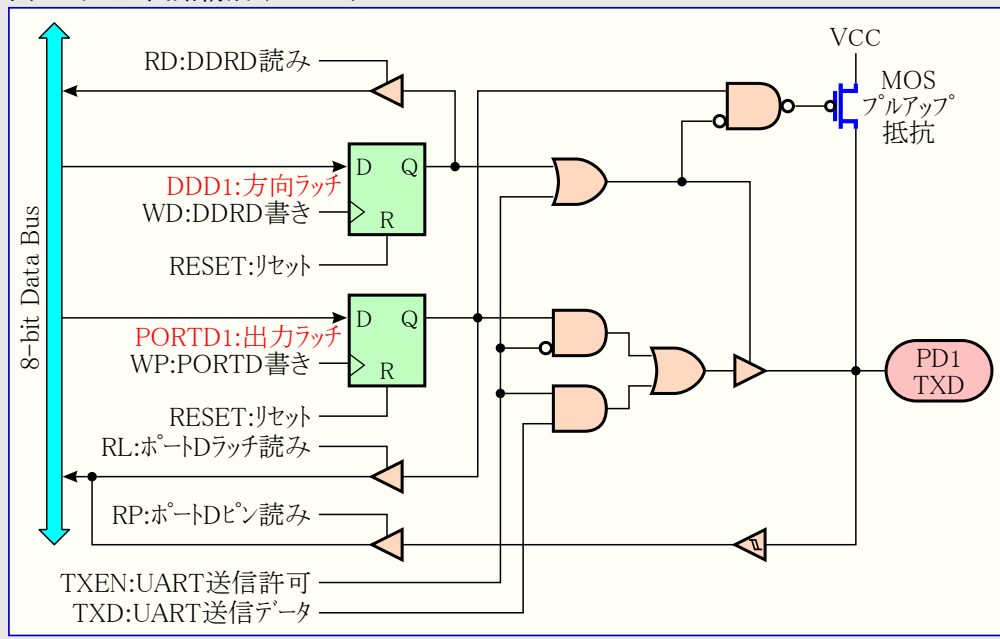 RD:DDRD読み
VCC
MOS
プルアップ
抵抗
8-bit Data Bus
D Q
R
DDD1:方向ラッチ
WD:DDRD書き
RESET:リセット
D Q
R
PORTD1:出力ラッチ
WP:PORTD書き
RESET:リセット
PD1
TXD
RL:ポートDラッチ読み
RP:ポートDピン読み
TXEN:UART送信許可
TXD:UART送信データ